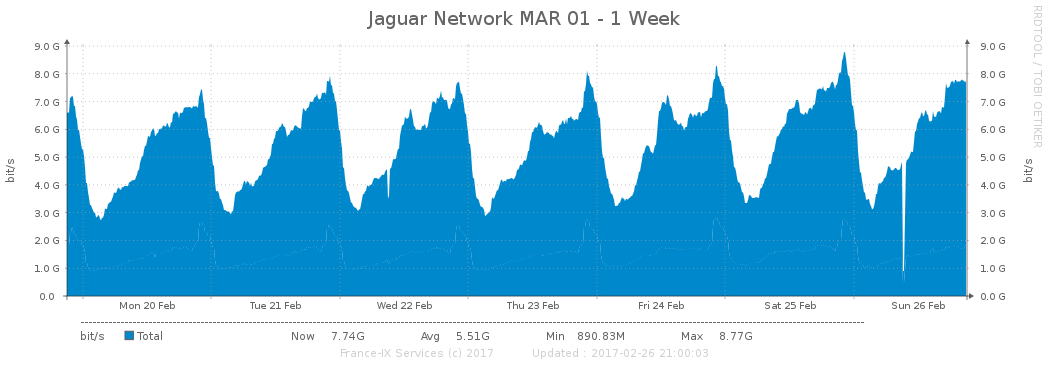 Jaguar Network MAR 01 - 1 Week
RRDTOOL / TOBI OETIKER
bit/s
9.0 G
8.0 G
7.0 G
6.0 G
5.0 G
4.0 G
3.0 G
2.0 G
1.0 G
0.0
9.0 G
8.0 G
7.0 G
6.0 G
5.0 G
4.0 G
3.0 G
2.0 G
1.0 G
0.0 G
bit/s
Mon 20 Feb Tue 21 Feb Wed 22 Feb Thu 23 Feb Fri 24 Feb Sat 25 Feb Sun 26 Feb
bit/s Total Now 7.74G Avg 5.51G Min 890.83M Max 8.77G
France-IX Services (c) 2017 Updated : 2017-02-26 21:00:03